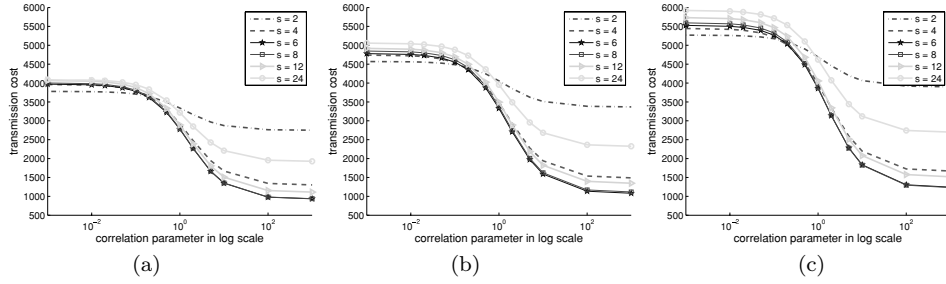 transmission cost
6000
5500
5000
4500
4000
3500
3000
2500
2000
1500
1000
500
10^-2
10^0
10^2
correlation parameter in log scale
s = 2
s = 4
s = 6
s = 8
s = 12
s = 24
(a)
transmission cost
6000
5500
5000
4500
4000
3500
3000
2500
2000
1500
1000
500
10^-2
10^0
10^2
correlation parameter in log scale
s = 2
s = 4
s = 6
s = 8
s = 12
s = 24
(b)
transmission cost
6000
5500
5000
4500
4000
3500
3000
2500
2000
1500
1000
500
10^-2
10^0
10^2
correlation parameter in log scale
s = 2
s = 4
s = 6
s = 8
s = 12
s = 24
(c)